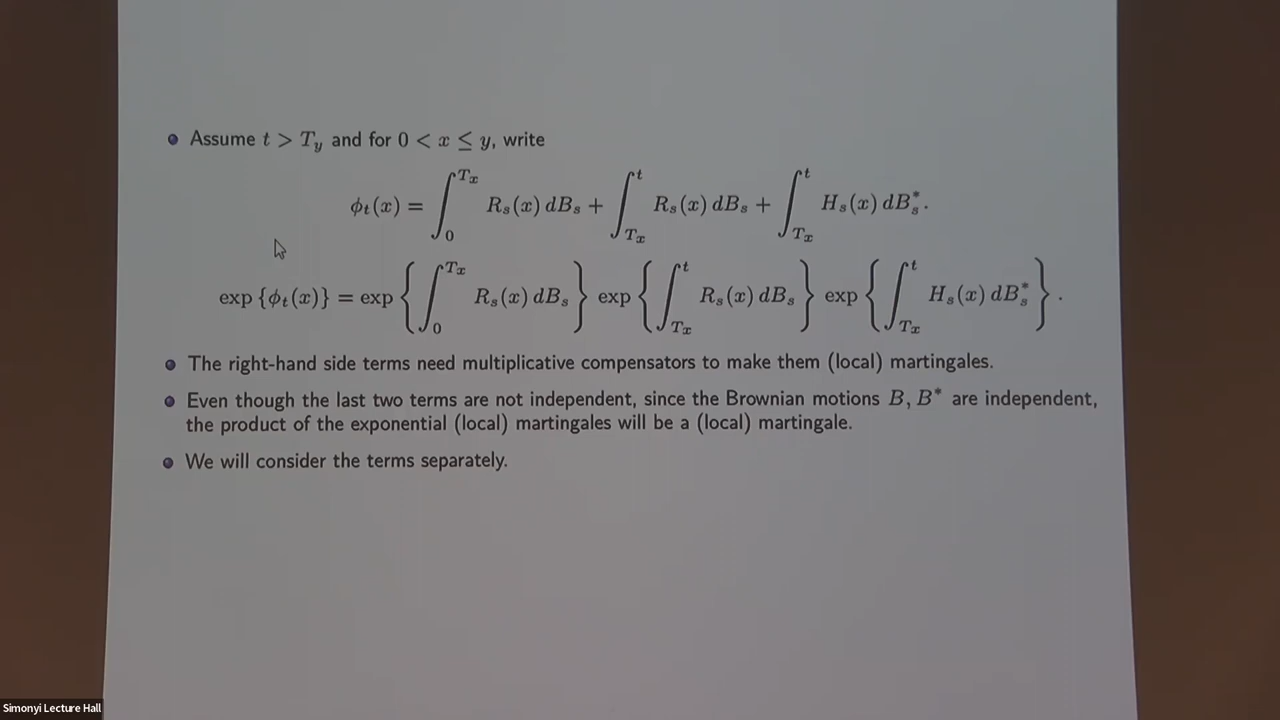 Assume t > T_y and for 0 < x ≤ y, write
ϕ_t(x) = ∫_0^{T_x} R_s(x) dB_s + ∫_{T_x}^t R_s(x) dB_s + ∫_{T_x}^t H_s(x) dB_s^*.
exp {ϕ_t(x)} = exp { ∫_0^{T_x} R_s(x) dB_s } exp { ∫_{T_x}^t R_s(x) dB_s } exp { ∫_{T_x}^t H_s(x) dB_s^* } .
The right-hand side terms need multiplicative compensators to make them (local) martingales.
Even though the last two terms are not independent, since the Brownian motions B, B^* are independent,
the product of the exponential (local) martingales will be a (local) martingale.
We will consider the terms separately.
Simonyi Lecture Hall